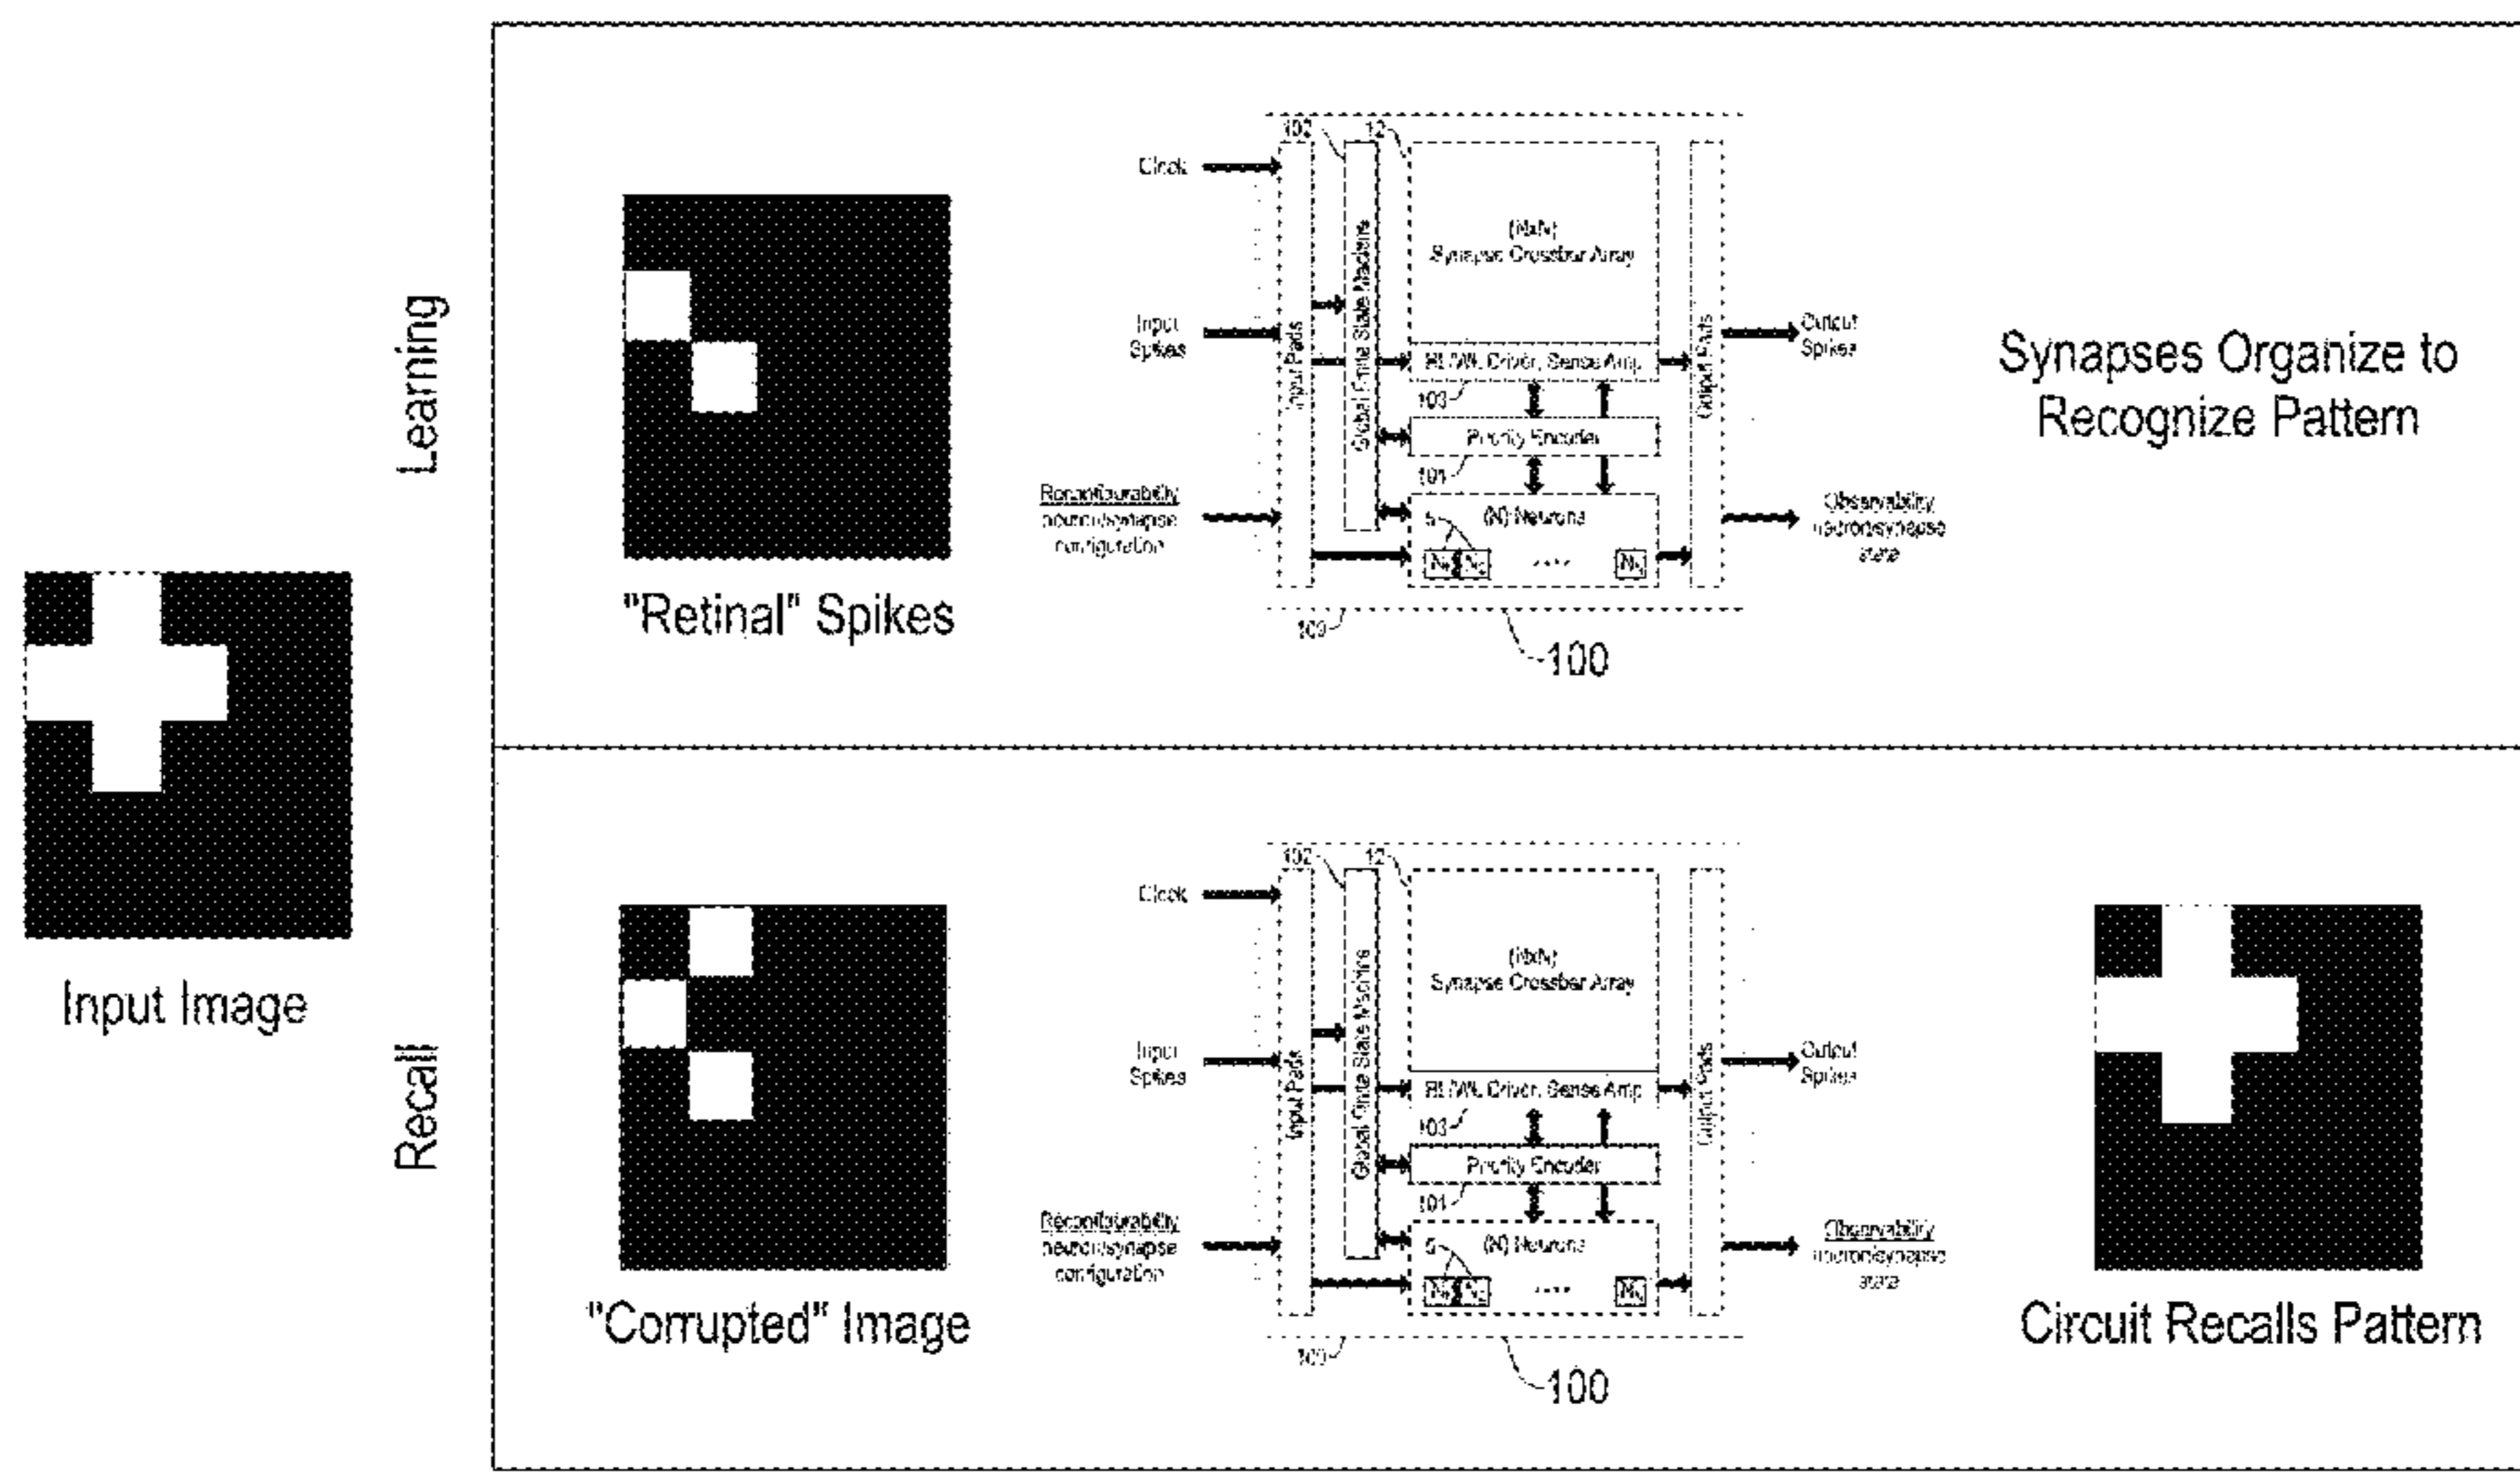 Input Image
Learning
"Retinal" Spikes
Clock
Input
Spikes
Reconfigurability
neuron/synapse
configuration
102
12
Input Pads
Global Finite State Machine
(NxN)
Synapse Crossbar Array
BL/WL Driver, Sense Amp
103
Priority Encoder
101
5
(N) Neurons
....
Output Pads
Output
Spikes
Observability
neuron/synapse
state
100
Synapses Organize to
Recognize Pattern
Recall
"Corrupted" Image
Clock
Input
Spikes
Reconfigurability
neuron/synapse
configuration
102
12
Input Pads
Global Finite State Machine
(NxN)
Synapse Crossbar Array
BL/WL Driver, Sense Amp
103
Priority Encoder
101
5
(N) Neurons
....
Output Pads
Output
Spikes
Observability
neuron/synapse
state
100
Circuit Recalls Pattern